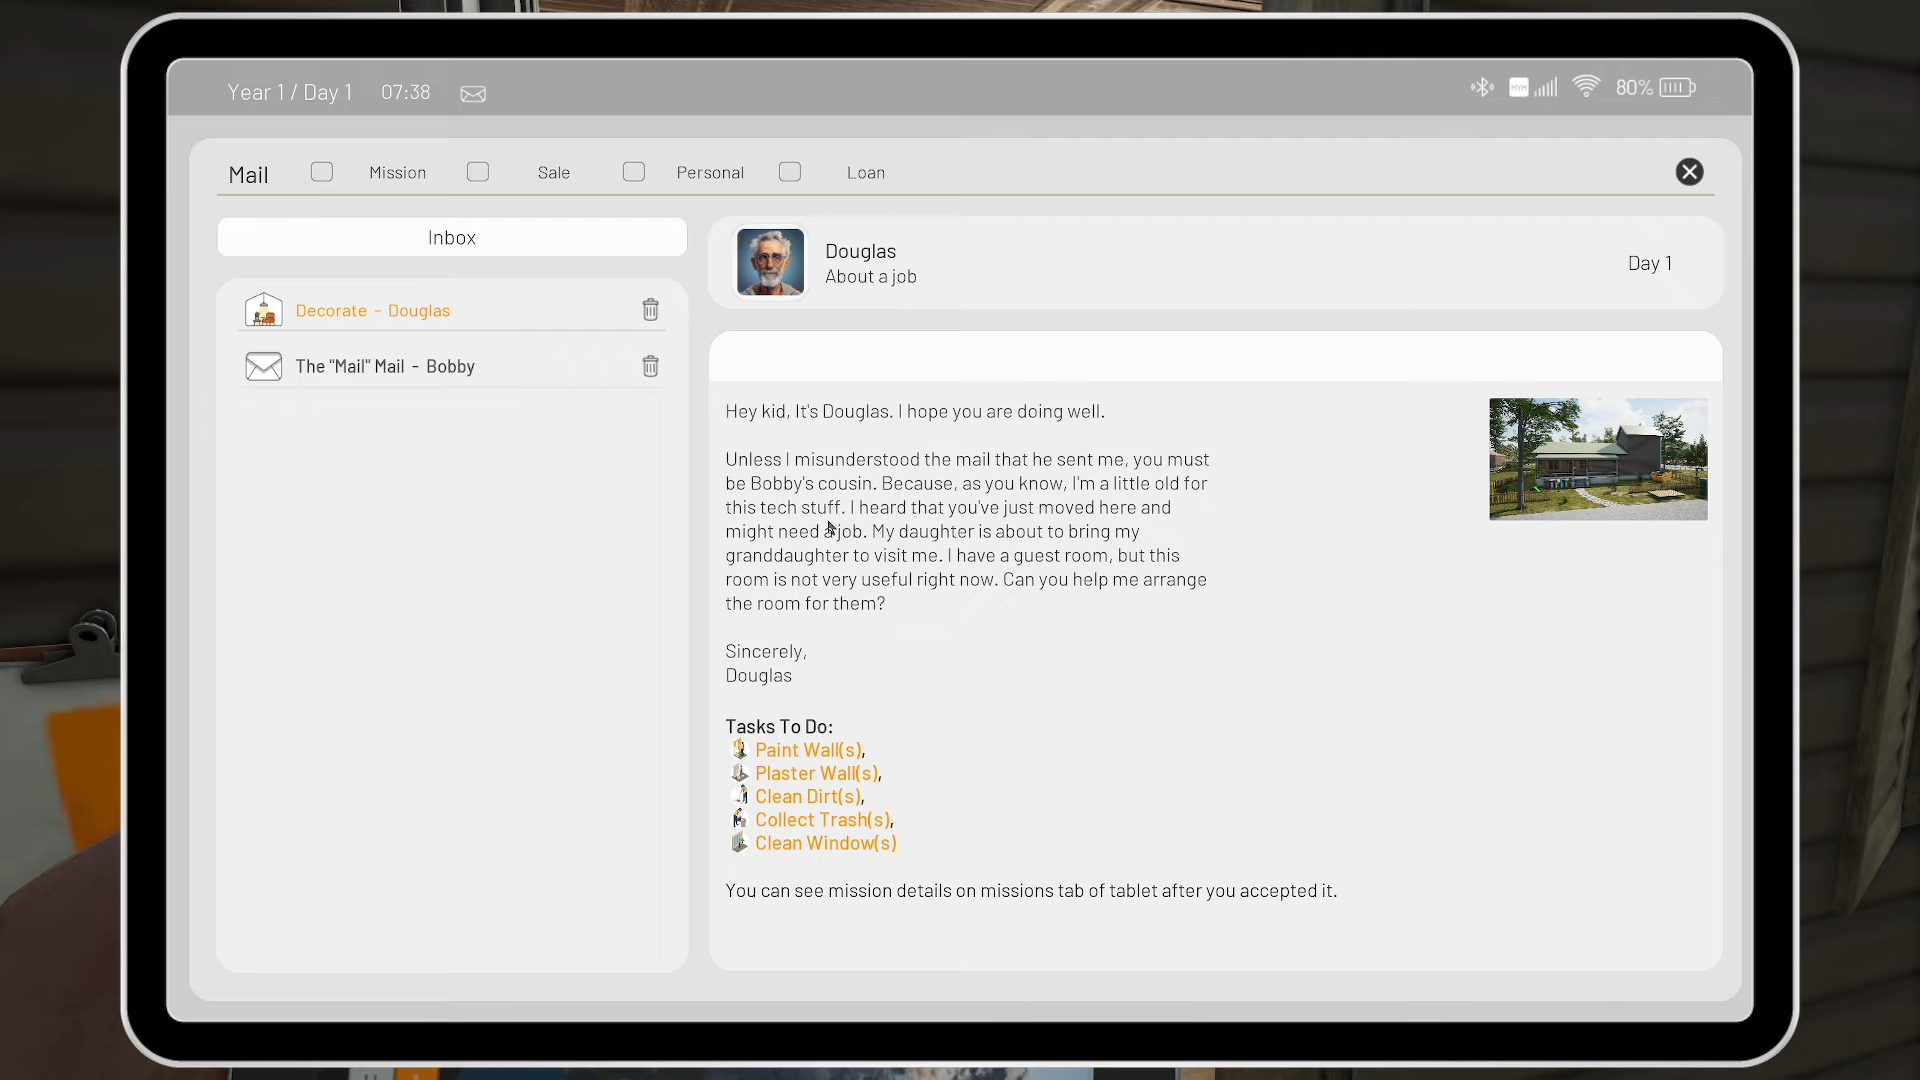 Year 1 / Day 1 07:38
80%
Mail Mission Sale Personal Loan
Inbox
Decorate - Douglas
The "Mail" Mail - Bobby
Douglas
About a job
Day 1
Hey kid, It's Douglas. I hope you are doing well.
Unless I misunderstood the mail that he sent me, you must
be Bobby's cousin. Because, as you know, I'm a little old for
this tech stuff. I heard that you've just moved here and
might need a job. My daughter is about to bring my
granddaughter to visit me. I have a guest room, but this
room is not very useful right now. Can you help me arrange
the room for them?
Sincerely,
Douglas
Tasks To Do:
Paint Wall(s),
Plaster Wall(s),
Clean Dirt(s),
Collect Trash(s),
Clean Window(s)
You can see mission details on missions tab of tablet after you accepted it.